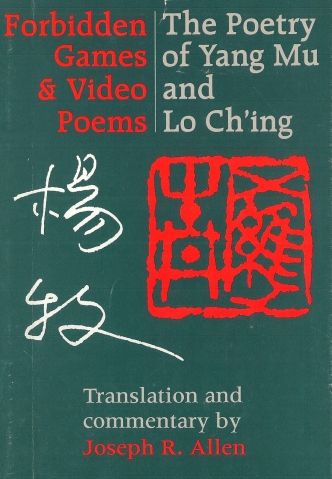 Forbidden
Games
& Video
Poems
The Poetry
of Yang Mu
and
Lo Ch'ing
楊
牧
Translation and
commentary by
Joseph R. Allen